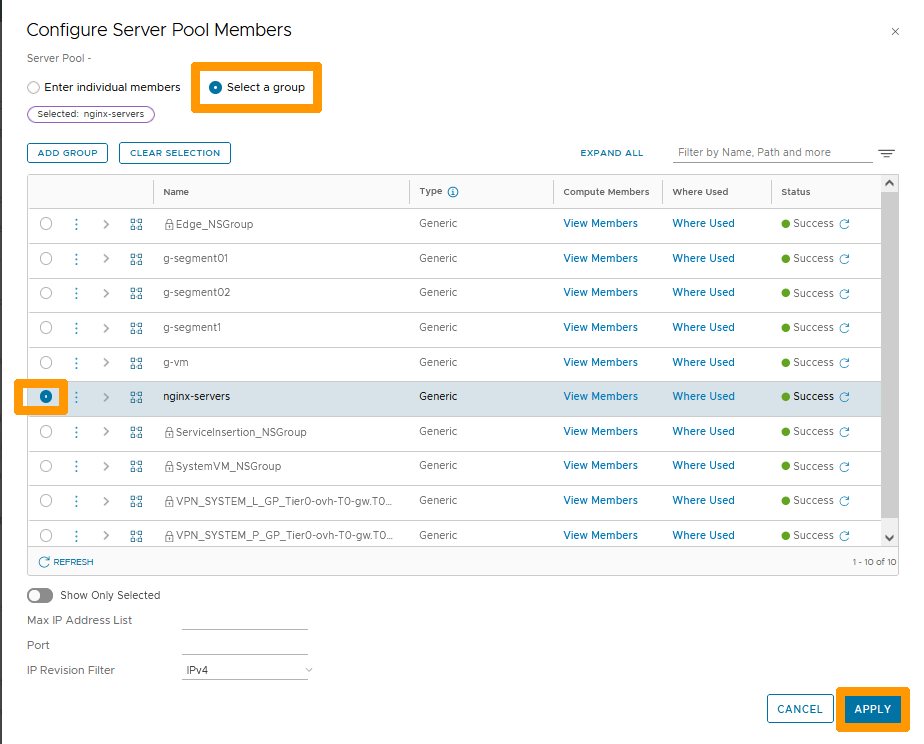 Configure Server Pool Members
Server Pool -
Enter individual members Select a group
Selected: nginx-servers
ADD GROUP CLEAR SELECTION EXPAND ALL Filter by Name, Path and more
Name Type Compute Members Where Used Status
Edge_NSGroup Generic View Members Where Used Success
g-segment01 Generic View Members Where Used Success
g-segment02 Generic View Members Where Used Success
g-segment1 Generic View Members Where Used Success
g-vm Generic View Members Where Used Success
nginx-servers Generic View Members Where Used Success
ServiceInsertion_NSGroup Generic View Members Where Used Success
SystemVM_NSGroup Generic View Members Where Used Success
VPN_SYSTEM_L_GP_Tier0-ovh-T0-gw.T0... Generic View Members Where Used Success
VPN_SYSTEM_P_GP_Tier0-ovh-T0-gw.T0... Generic View Members Where Used Success
REFRESH 1 - 10 of 10
Show Only Selected
Max IP Address List
Port
IP Revision Filter IPv4
CANCEL APPLY